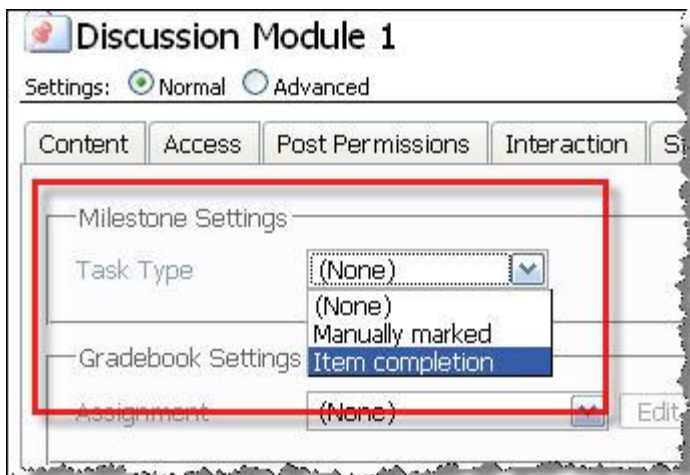 Discussion Module 1
Settings: Normal Advanced
Content Access Post Permissions Interaction
Milestone Settings
Task Type (None)
(None)
Manually marked
Gradebook Settings Item completion
Assignment (None) Edit